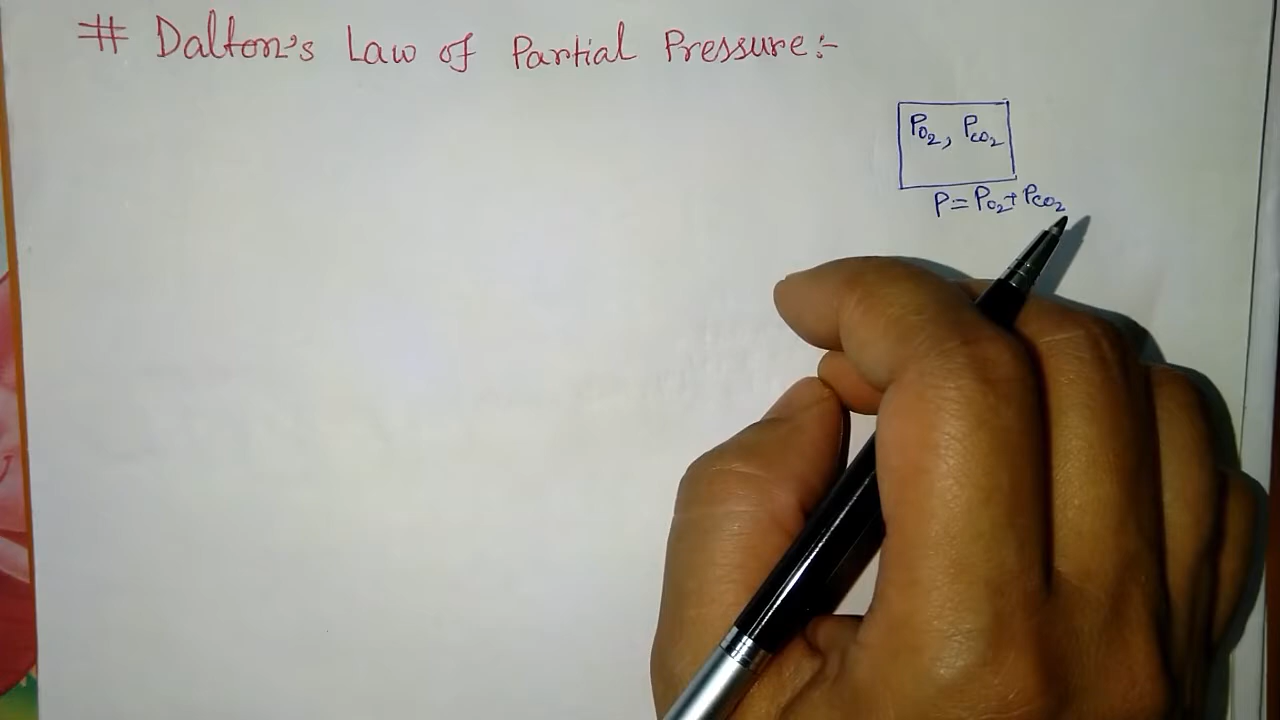 # Dalton's Law of Partial Pressure:-
PO₂, PCO₂
P = PO₂ + PCO₂